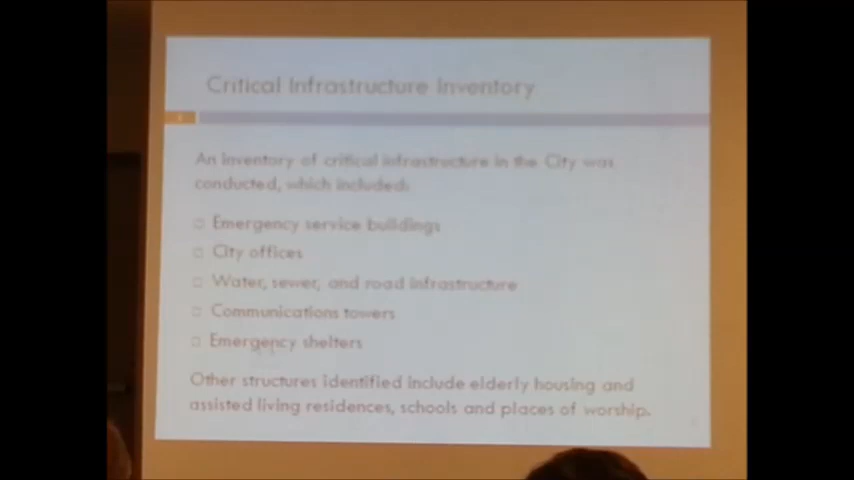 Critical Infrastructure Inventory
An inventory of critical infrastructure in the City was
conducted, which included:
Emergency service buildings
City offices
Water, sewer, and road infrastructure
Communications towers
Emergency shelters
Other structures identified include elderly housing and
assisted living residences, schools and places of worship.